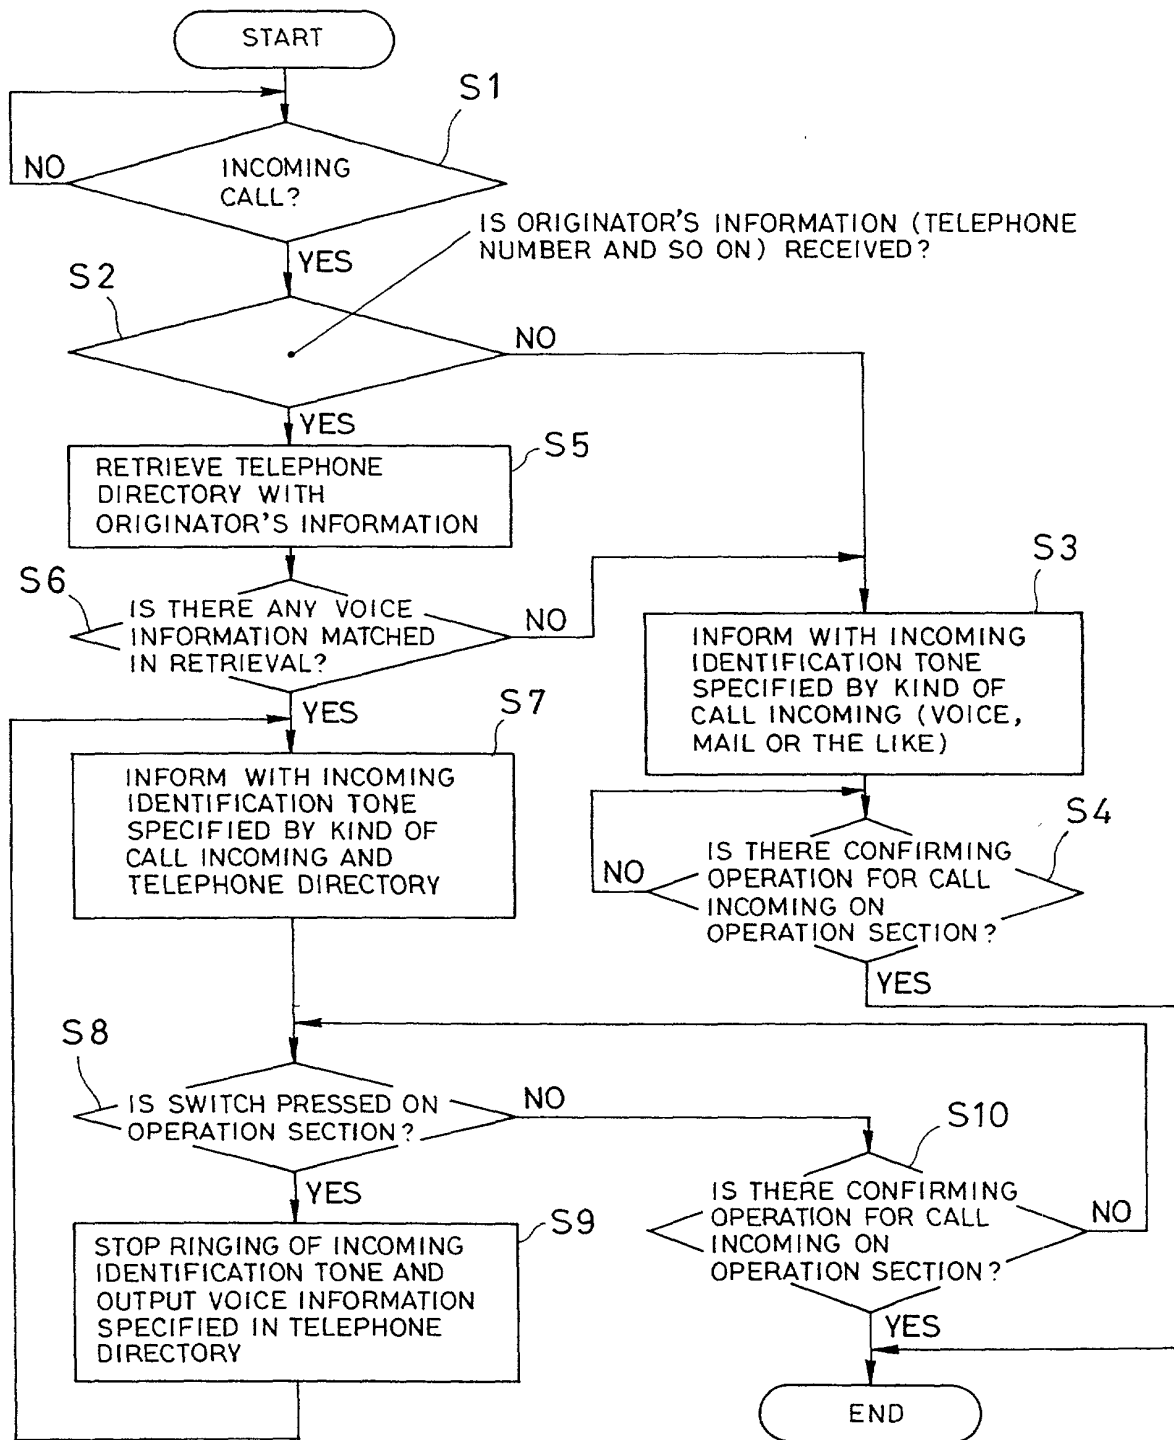 START
S1
NO
INCOMING
CALL?
IS ORIGINATOR'S INFORMATION (TELEPHONE
NUMBER AND SO ON) RECEIVED?
YES
S2
NO
YES
S5
RETRIEVE TELEPHONE
DIRECTORY WITH
ORIGINATOR'S INFORMATION
S6
IS THERE ANY VOICE
INFORMATION MATCHED
IN RETRIEVAL?
NO
YES
S3
INFORM WITH INCOMING
IDENTIFICATION TONE
SPECIFIED BY KIND OF
CALL INCOMING (VOICE,
MAIL OR THE LIKE)
S7
INFORM WITH INCOMING
IDENTIFICATION TONE
SPECIFIED BY KIND OF
CALL INCOMING AND
TELEPHONE DIRECTORY
S4
NO
IS THERE CONFIRMING
OPERATION FOR CALL
INCOMING ON
OPERATION SECTION?
YES
S8
IS SWITCH PRESSED ON
OPERATION SECTION?
NO
YES
S10
IS THERE CONFIRMING
OPERATION FOR CALL
INCOMING ON
OPERATION SECTION?
NO
YES
S9
STOP RINGING OF INCOMING
IDENTIFICATION TONE AND
OUTPUT VOICE INFORMATION
SPECIFIED IN TELEPHONE
DIRECTORY
END